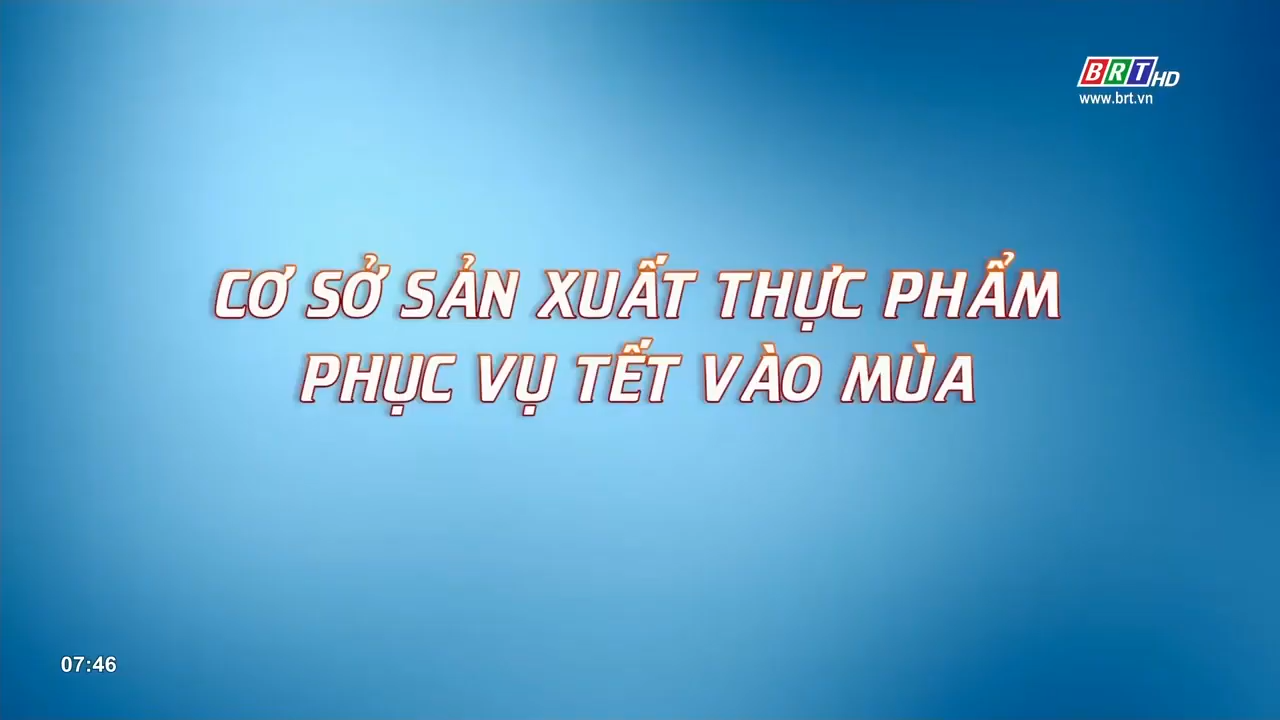 BRT HD
www.brt.vn
CƠ SỞ SẢN XUẤT THỰC PHẨM
PHỤC VỤ TẾT VÀO MÙA
07:46